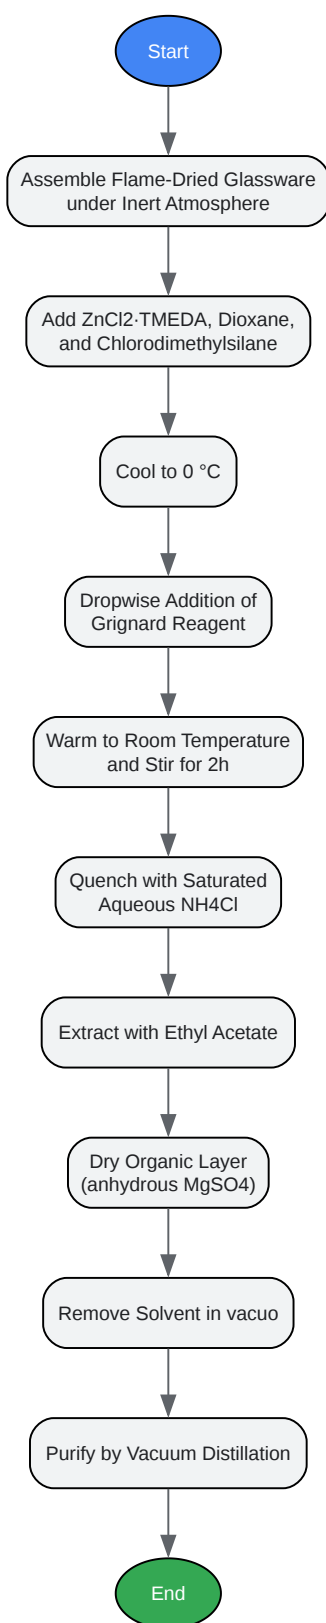 Start
Assemble Flame-Dried Glassware
under Inert Atmosphere
Add ZnCl2·TMEDA, Dioxane,
and Chlorodimethylsilane
Cool to 0 °C
Dropwise Addition of
Grignard Reagent
Warm to Room Temperature
and Stir for 2h
Quench with Saturated
Aqueous NH4Cl
Extract with Ethyl Acetate
Dry Organic Layer
(anhydrous MgSO4)
Remove Solvent in vacuo
Purify by Vacuum Distillation
End